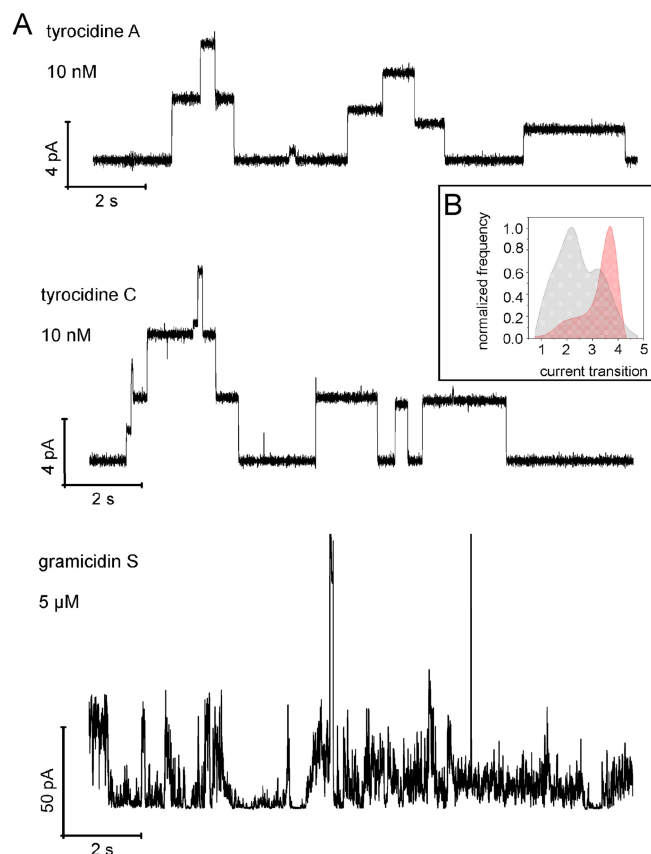 A
tyrocidine A
10 nM
4 pA
2 s
B
normalized frequency
1.0
0.8
0.6
0.4
0.2
0.0
1 2 3 4 5
current transition
tyrocidine C
10 nM
4 pA
2 s
gramicidin S
5 µM
50 pA
2 s